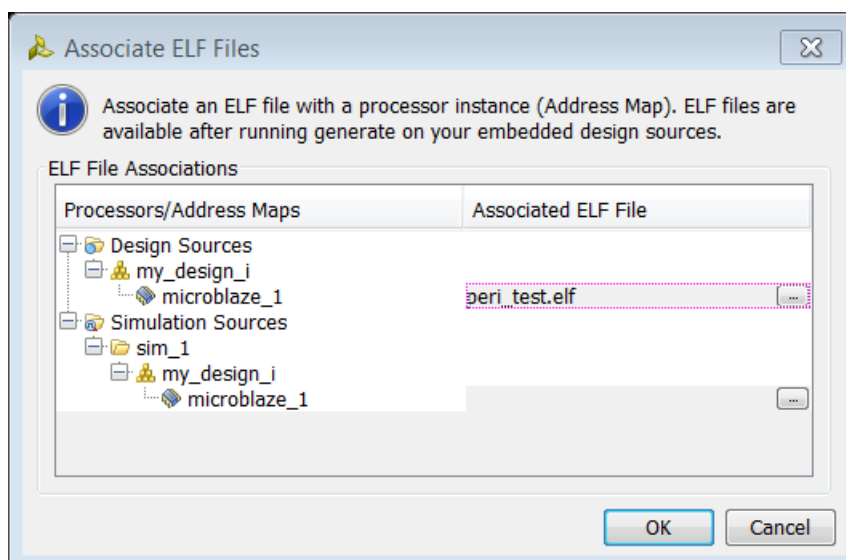 Associate ELF Files
Associate an ELF file with a processor instance (Address Map). ELF files are
available after running generate on your embedded design sources.
ELF File Associations
Processors/Address Maps Associated ELF File
Design Sources
my_design_i
microblaze_1 peri_test.elf ...
Simulation Sources
sim_1
my_design_i
microblaze_1 ...
OK Cancel